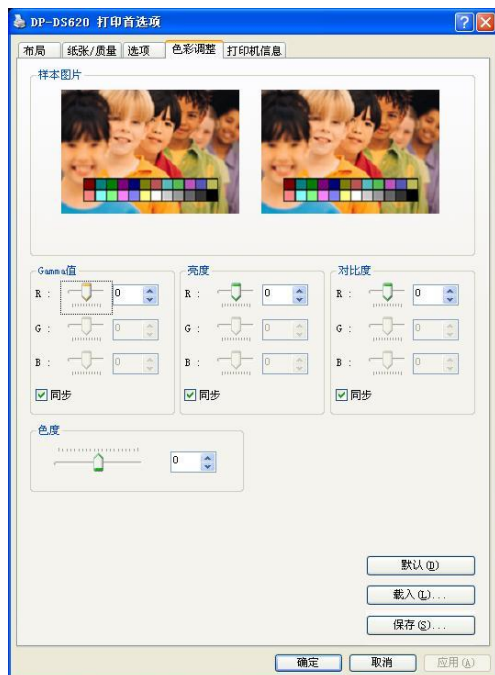 DP-DS620 打印首选项
布局 纸张/质量 选项 色彩调整 打印机信息
样本图片
Gamma值 亮度 对比度
R : 0 R : 0 R : 0
G : 0 G : 0 G : 0
B : 0 B : 0 B : 0
同步 同步 同步
色度
0
默认(D)
载入(L)...
保存(S)...
确定 取消 应用(A)